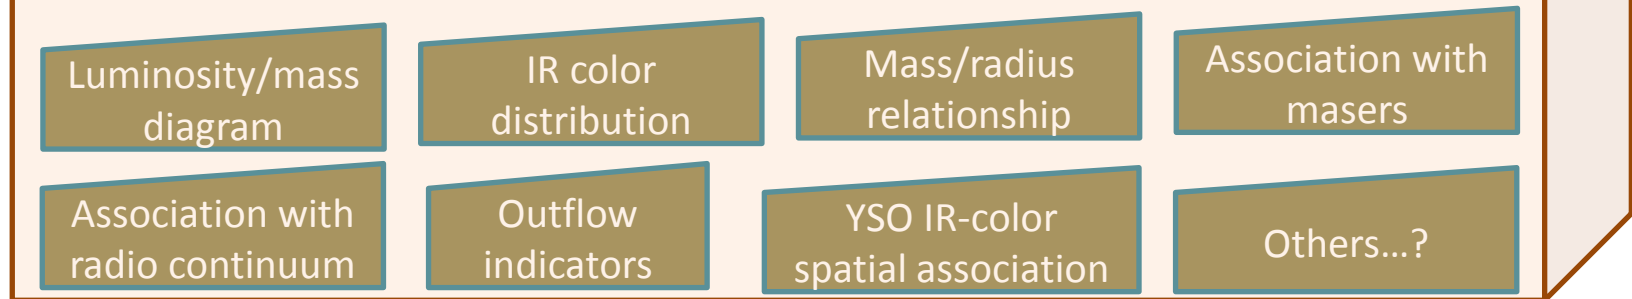 Luminosity/mass
diagram
IR color
distribution
Mass/radius
relationship
Association with
masers
Association with
radio continuum
Outflow
indicators
YSO IR-color
spatial association
Others...?